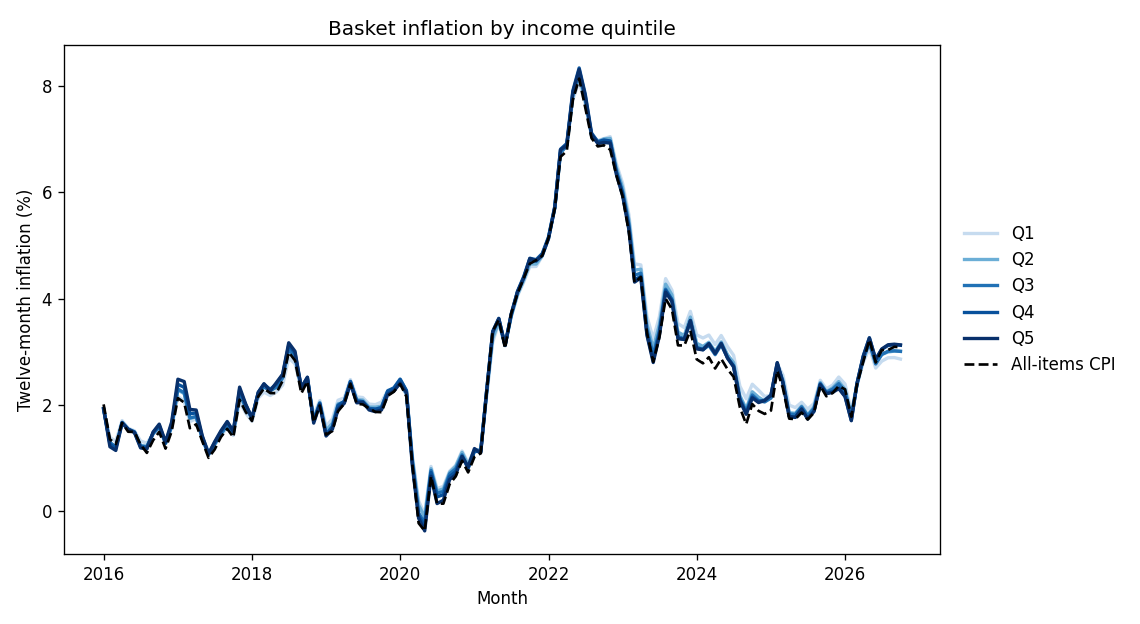 Basket inflation by income quintile
Twelve-month inflation (%)
8
6
4
2
0
2016
2018
2020
2022
2024
2026
Month
Q1
Q2
Q3
Q4
Q5
All-items CPI